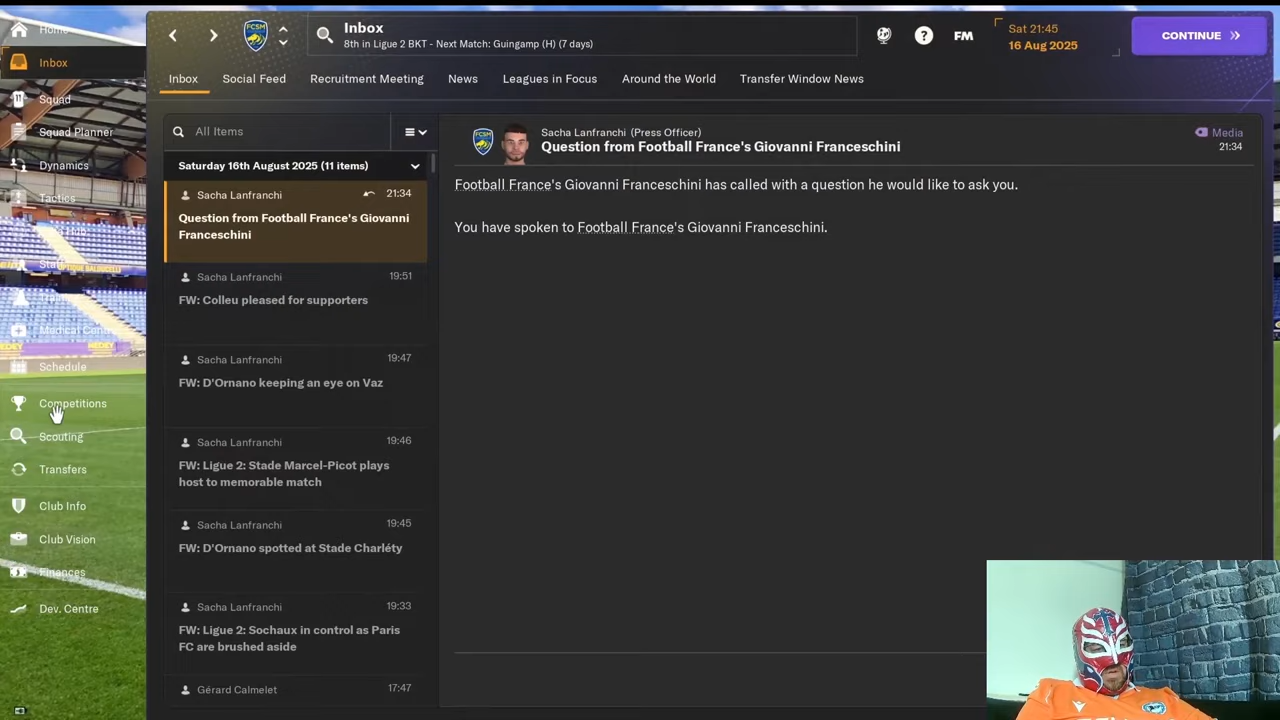 Home
Inbox
Squad
Squad Planner
Dynamics
Tactics
Schedule
Competitions
Scouting
Transfers
Club Info
Club Vision
Finances
Dev. Centre
Inbox
8th in Ligue 2 BKT - Next Match: Guingamp (H) (7 days)
FM
Sat 21:45
16 Aug 2025
CONTINUE
Inbox
Social Feed
Recruitment Meeting
News
Leagues in Focus
Around the World
Transfer Window News
All Items
Saturday 16th August 2025 (11 items)
Sacha Lanfranchi 21:34
Question from Football France's Giovanni
Franceschini
Sacha Lanfranchi 19:51
FW: Colleu pleased for supporters
Sacha Lanfranchi 19:47
FW: D'Ornano keeping an eye on Vaz
Sacha Lanfranchi 19:46
FW: Ligue 2: Stade Marcel-Picot plays
host to memorable match
Sacha Lanfranchi 19:45
FW: D'Ornano spotted at Stade Charléty
Sacha Lanfranchi 19:33
FW: Ligue 2: Sochaux in control as Paris
FC are brushed aside
Gérard Calmelet 17:47
Sacha Lanfranchi (Press Officer)
Question from Football France's Giovanni Franceschini
Media
21:34
Football France's Giovanni Franceschini has called with a question he would like to ask you.
You have spoken to Football France's Giovanni Franceschini.